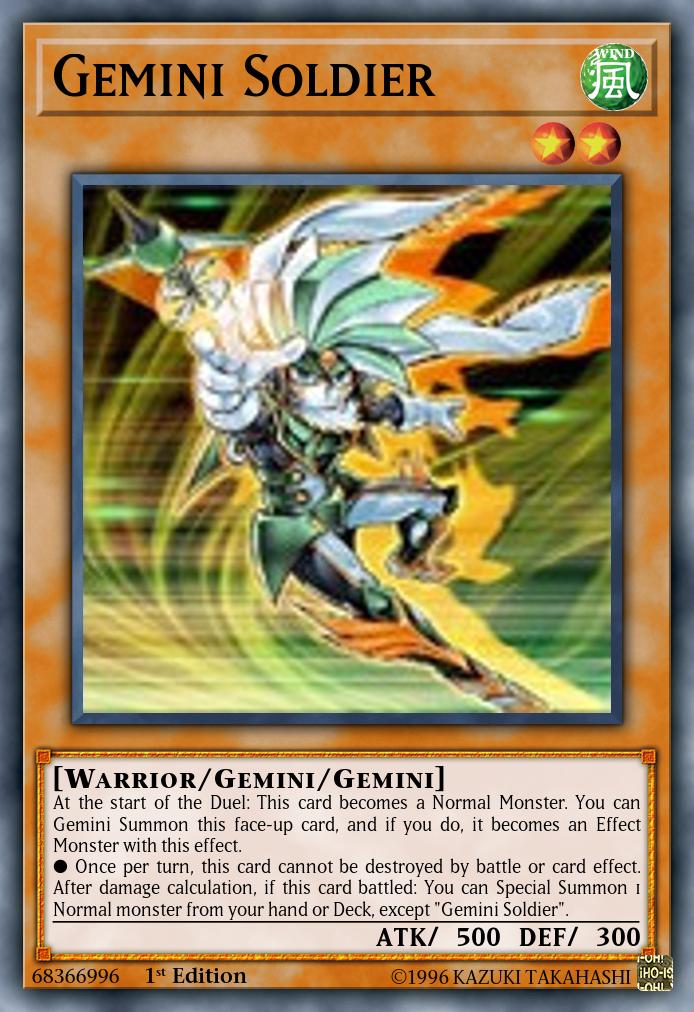 Gemini Soldier
WIND
風
[Warrior/Gemini/Gemini]
At the start of the Duel: This card becomes a Normal Monster. You can
Gemini Summon this face-up card, and if you do, it becomes an Effect
Monster with this effect.
● Once per turn, this card cannot be destroyed by battle or card effect.
After damage calculation, if this card battled: You can Special Summon 1
Normal monster from your hand or Deck, except "Gemini Soldier".
ATK/ 500 DEF/ 300
68366996 1st Edition ©1996 KAZUKI TAKAHASHI